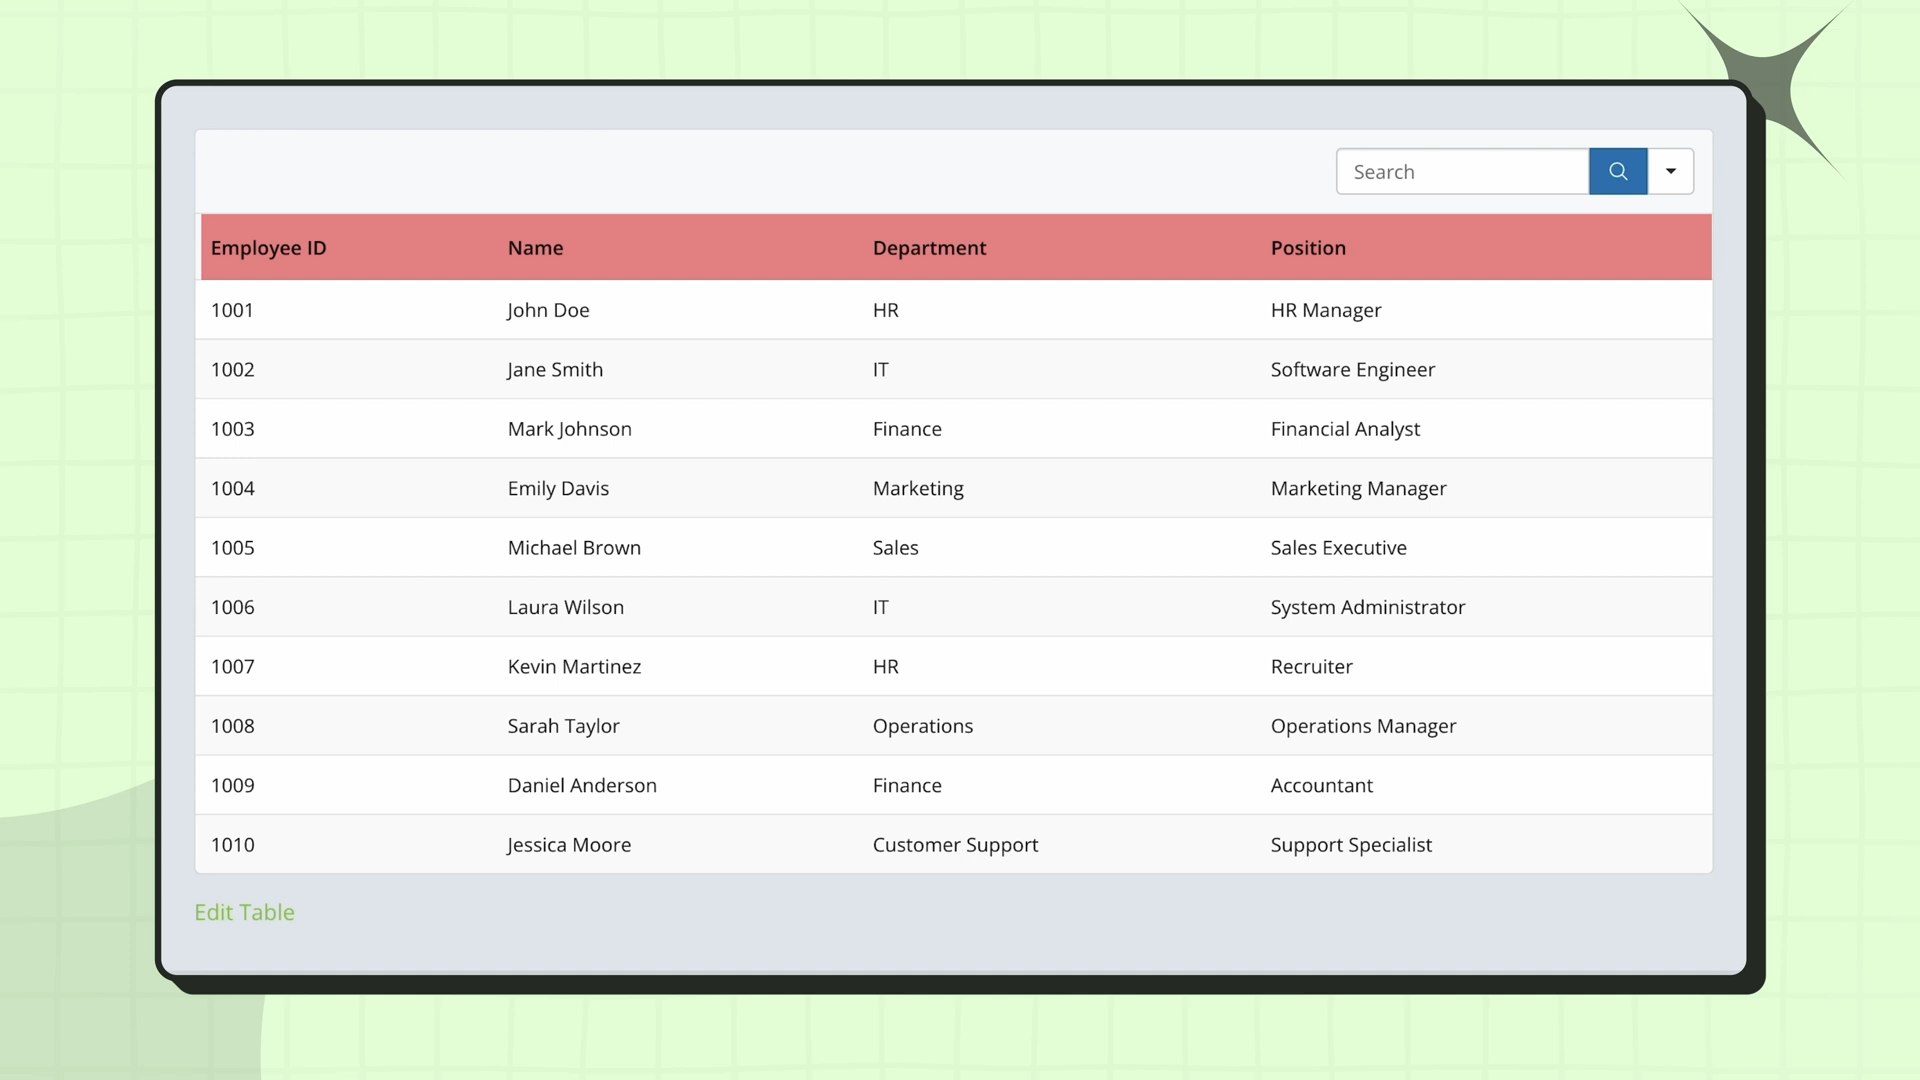 Search
Employee ID Name Department Position
1001 John Doe HR HR Manager
1002 Jane Smith IT Software Engineer
1003 Mark Johnson Finance Financial Analyst
1004 Emily Davis Marketing Marketing Manager
1005 Michael Brown Sales Sales Executive
1006 Laura Wilson IT System Administrator
1007 Kevin Martinez HR Recruiter
1008 Sarah Taylor Operations Operations Manager
1009 Daniel Anderson Finance Accountant
1010 Jessica Moore Customer Support Support Specialist
Edit Table